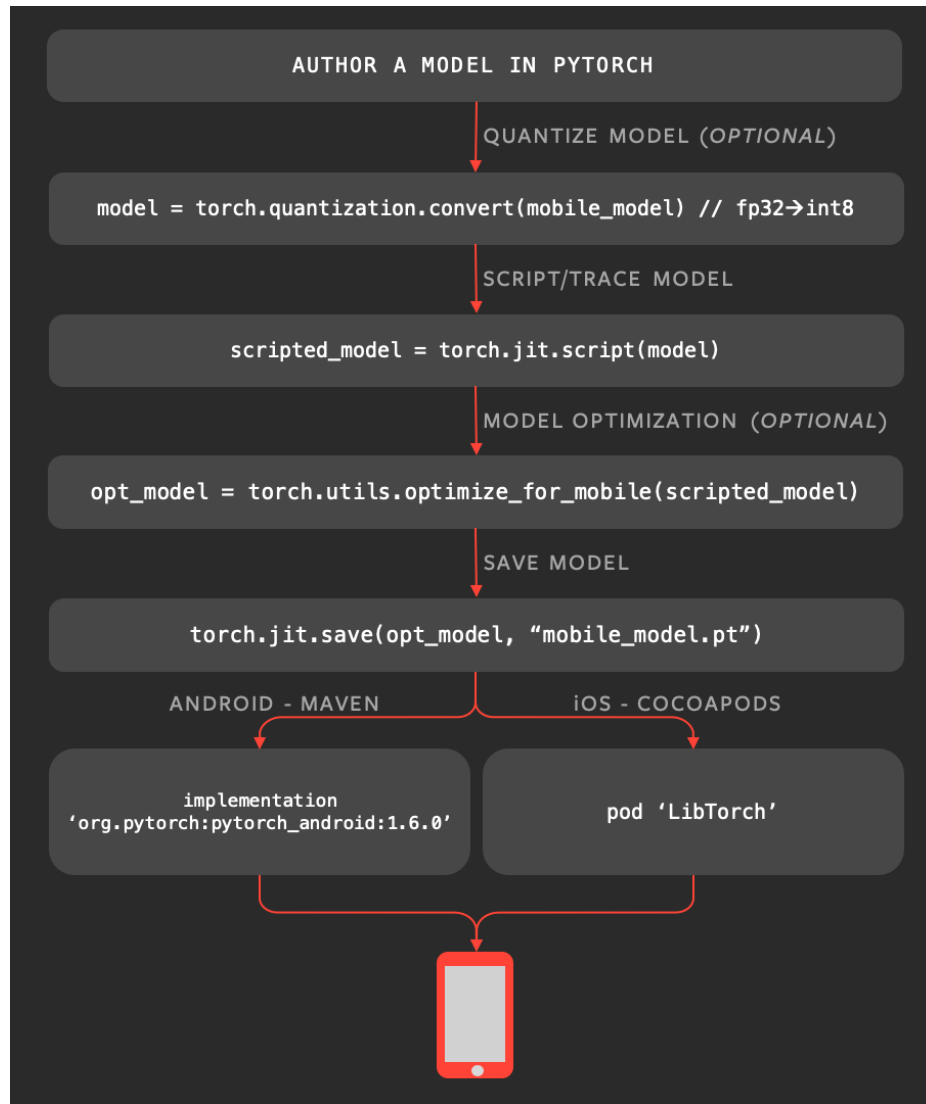 AUTHOR A MODEL IN PYTORCH
QUANTIZE MODEL (OPTIONAL)
model = torch.quantization.convert(mobile_model) // fp32→int8
SCRIPT/TRACE MODEL
scripted_model = torch.jit.script(model)
MODEL OPTIMIZATION (OPTIONAL)
opt_model = torch.utils.optimize_for_mobile(scripted_model)
SAVE MODEL
torch.jit.save(opt_model, “mobile_model.pt”)
ANDROID - MAVEN
iOS - COCOAPODS
implementation
‘org.pytorch:pytorch_android:1.6.0’
pod ‘LibTorch’